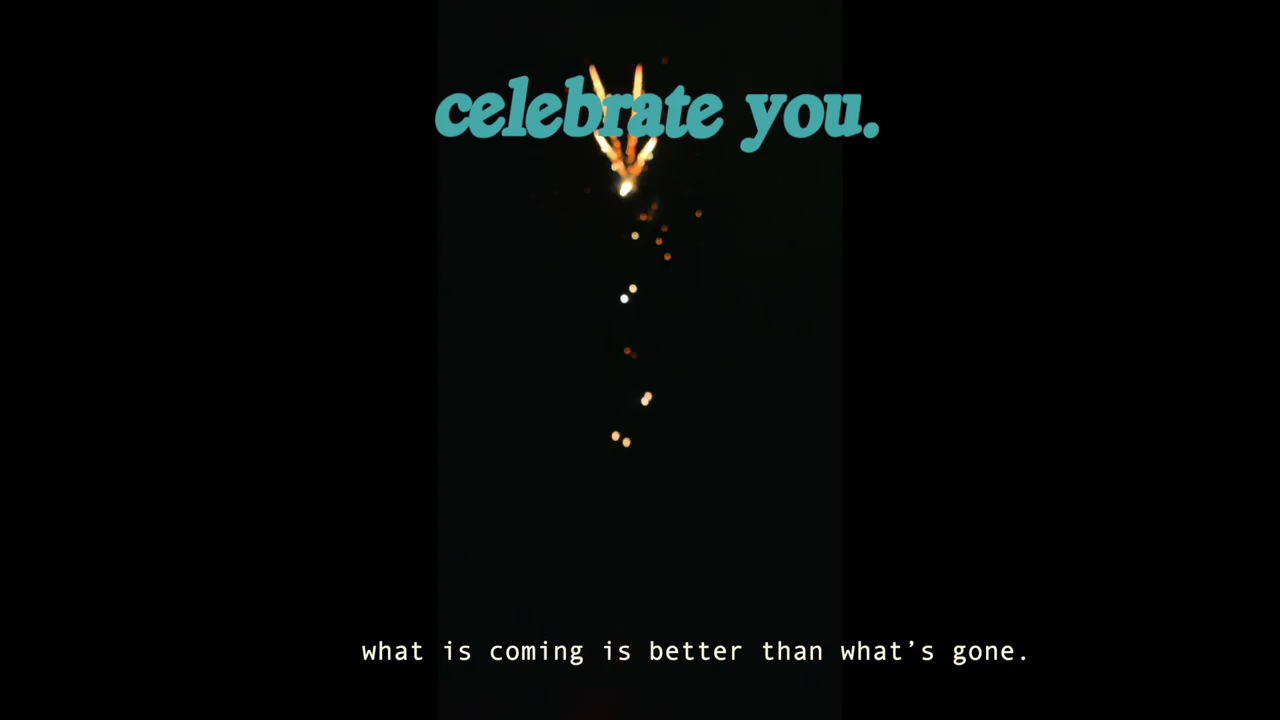 celebrate you.
what is coming is better than what’s gone.